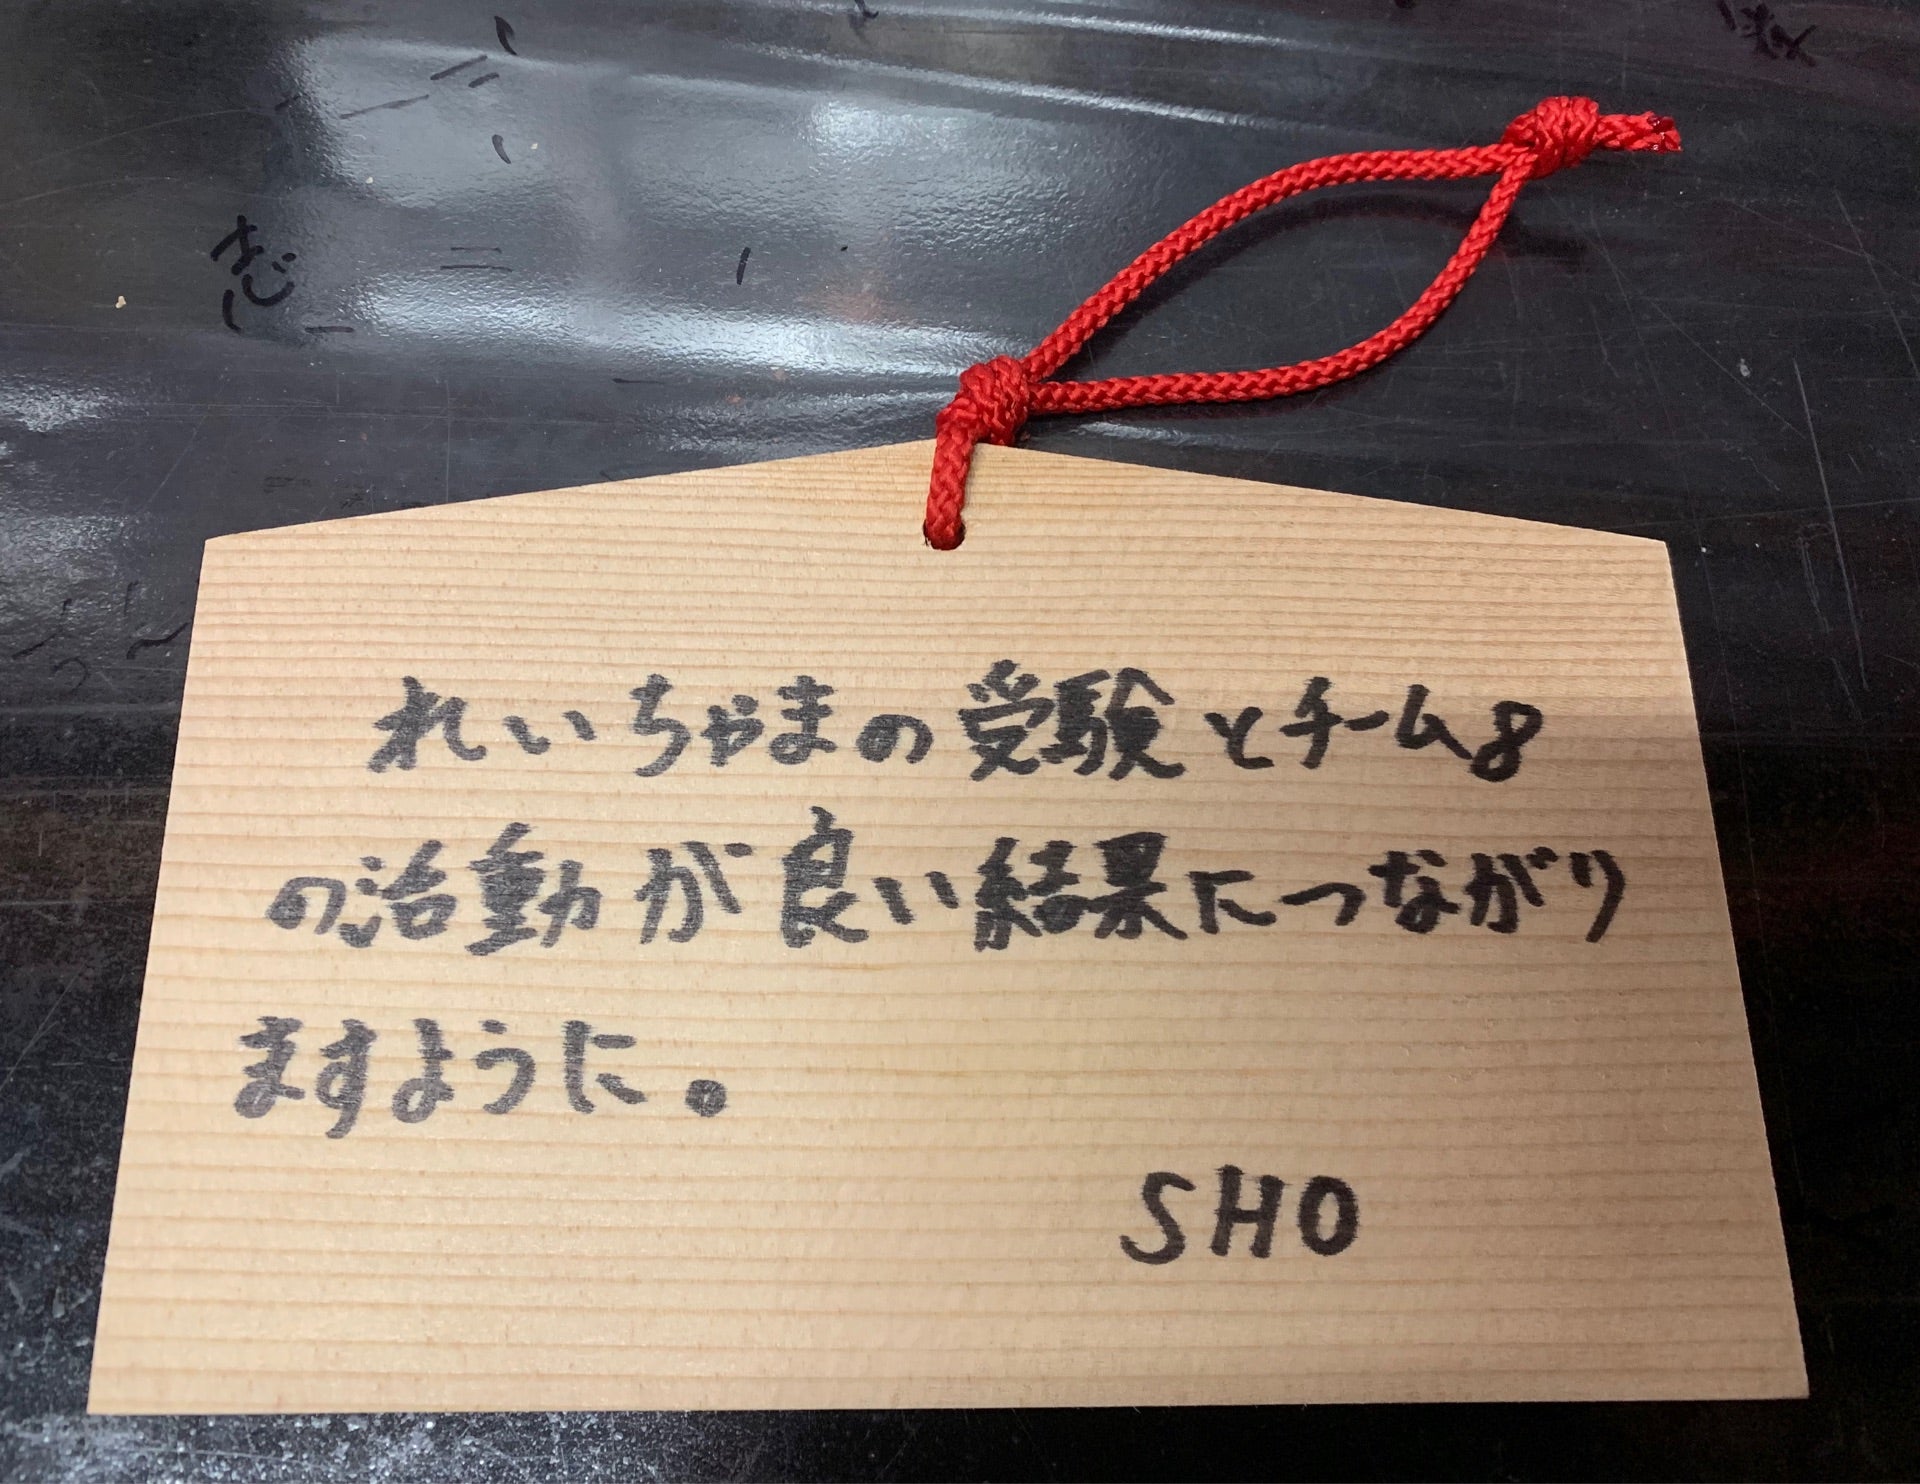 れいちゃまの受験とチーム8
の活動が良い結果につながり
ますように。
SHO